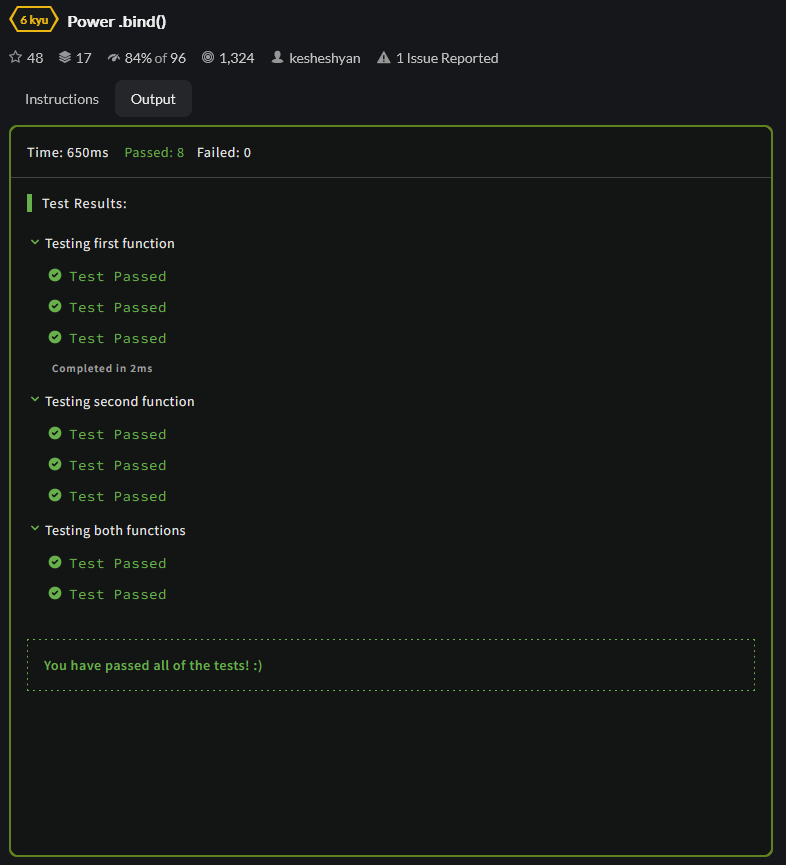 6 kyu Power .bind()
48 17 84% of 96 1,324 kesheshyan 1 Issue Reported
Instructions Output
Time: 650ms Passed: 8 Failed: 0
Test Results:
Testing first function
Test Passed
Test Passed
Test Passed
Completed in 2ms
Testing second function
Test Passed
Test Passed
Test Passed
Testing both functions
Test Passed
Test Passed
You have passed all of the tests! :)